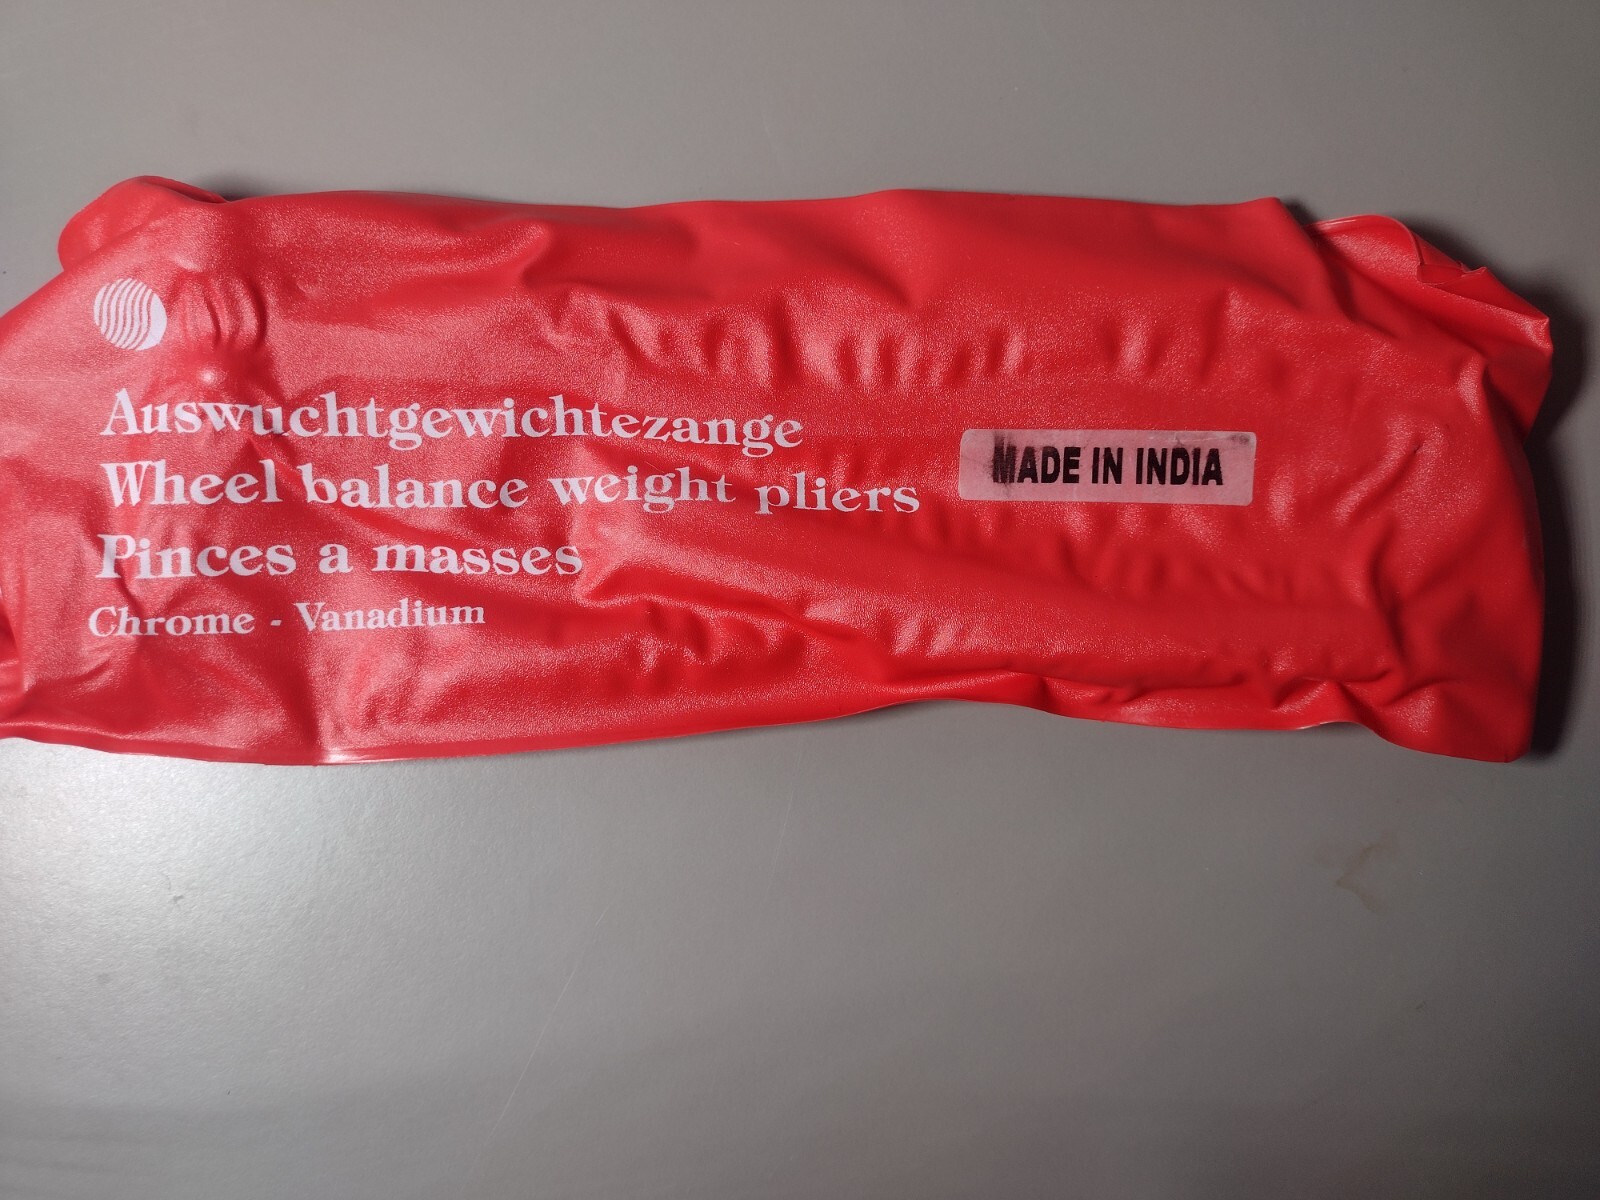 Auswuchtgewichtezange
Wheel balance weight pliers
MADE IN INDIA
Pinces a masses
Chrome - Vanadium